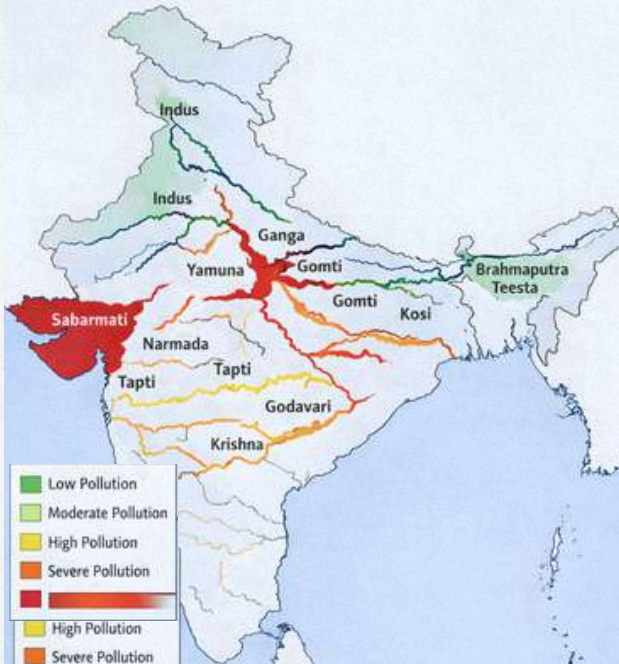 Indus
Indus
Ganga
Yamuna
Gomti
Brahmaputra
Teesta
Gomti
Kosi
Sabarmati
Narmada
Tapti
Tapti
Godavari
Krishna
Low Pollution
Moderate Pollution
High Pollution
Severe Pollution
High Pollution
Severe Pollution